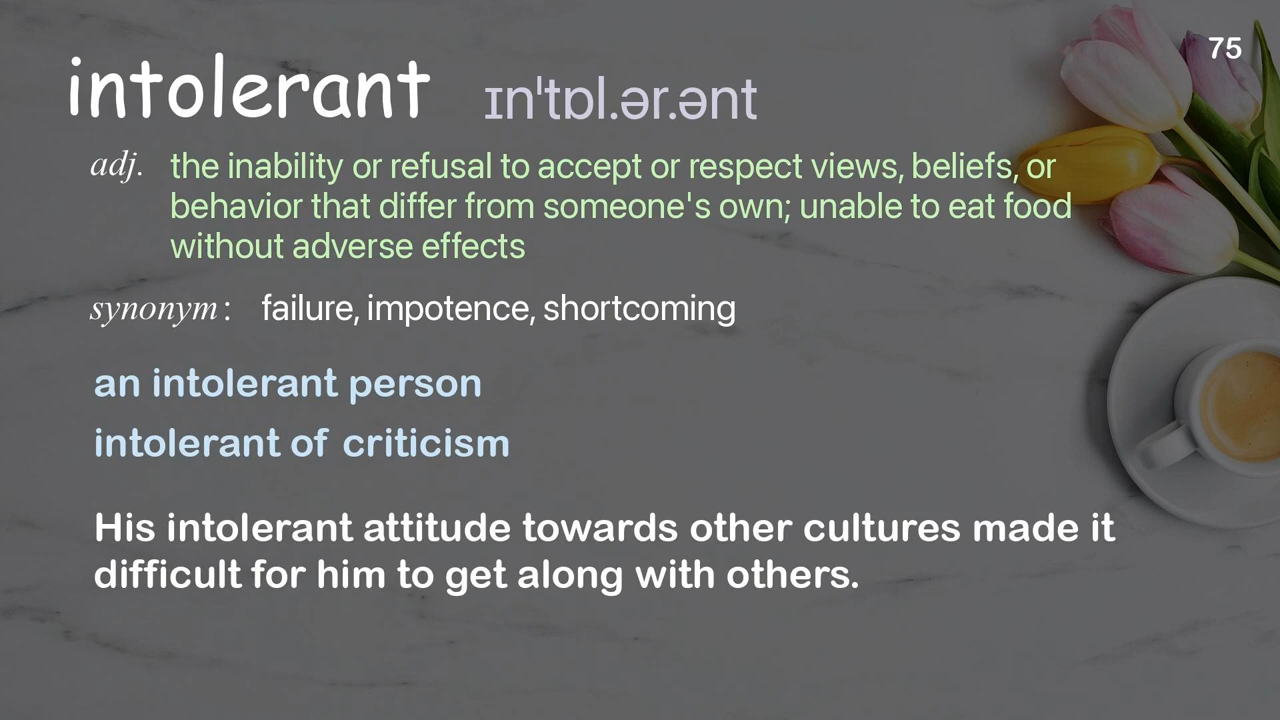 75
intolerant ɪnˈtɒl.ər.ənt
adj. the inability or refusal to accept or respect views, beliefs, or
behavior that differ from someone's own; unable to eat food
without adverse effects
synonym: failure, impotence, shortcoming
an intolerant person
intolerant of criticism
His intolerant attitude towards other cultures made it
difficult for him to get along with others.